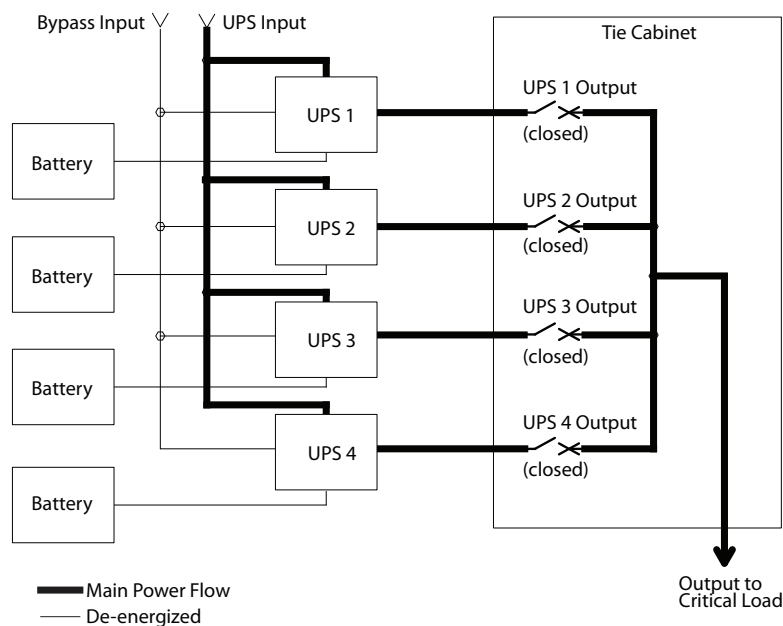 Bypass Input
UPS Input
Tie Cabinet
UPS 1
UPS 1 Output
(closed)
Battery
UPS 2
UPS 2 Output
(closed)
Battery
UPS 3
UPS 3 Output
(closed)
Battery
UPS 4
UPS 4 Output
(closed)
Battery
Output to
Critical Load
Main Power Flow
De-energized